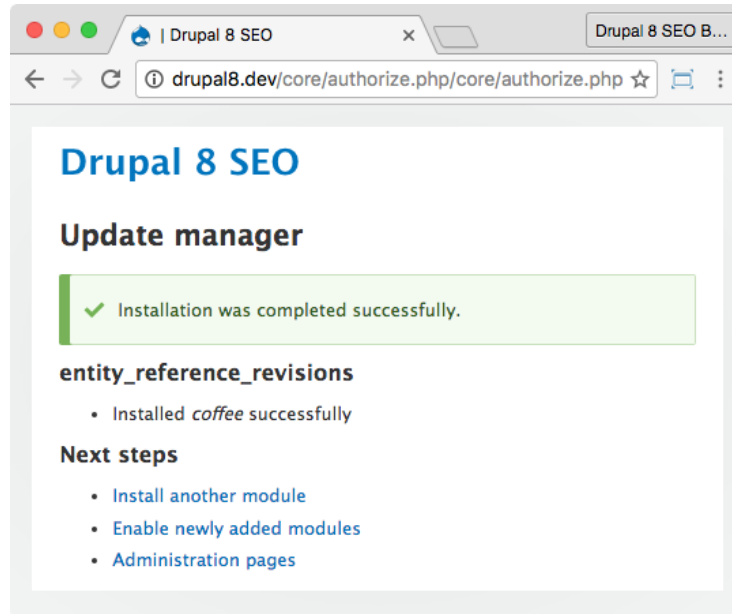 | Drupal 8 SEO
Drupal 8 SEO B...
drupal8.dev/core/authorize.php/core/authorize.php
Drupal 8 SEO
Update manager
Installation was completed successfully.
entity_reference_revisions
• Installed coffee successfully
Next steps
• Install another module
• Enable newly added modules
• Administration pages